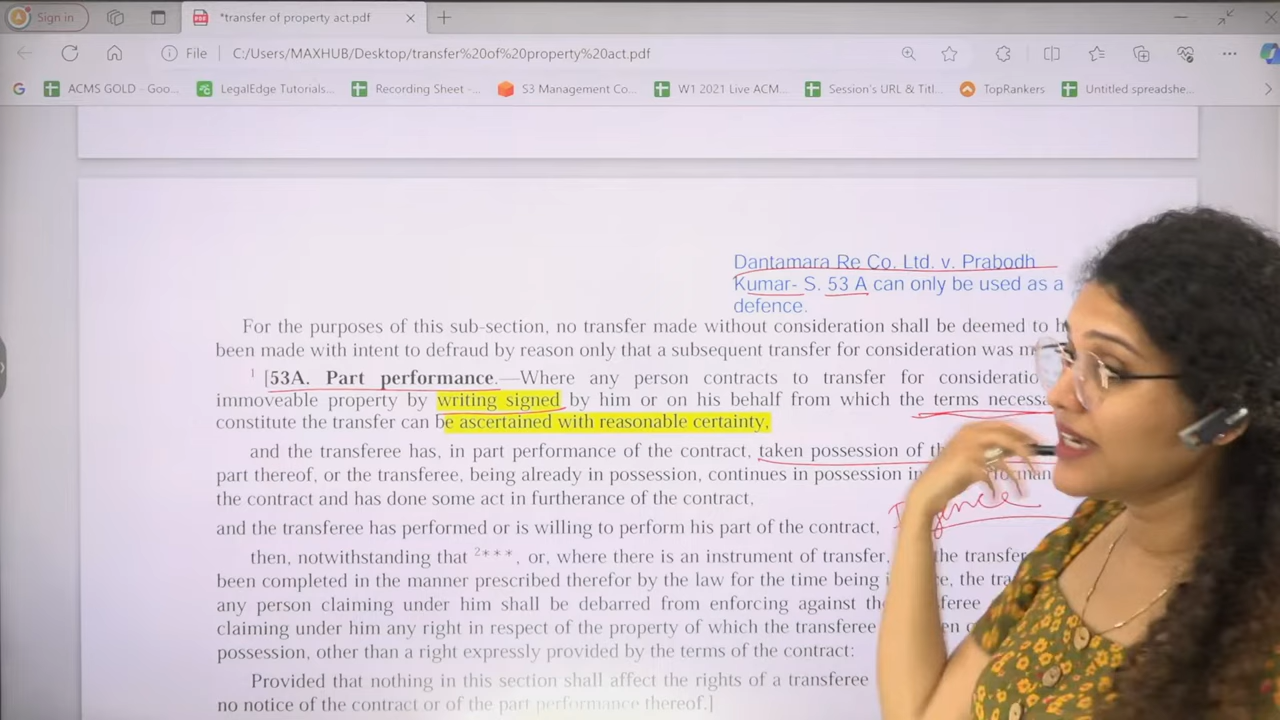 Sign in
*transfer of property act.pdf
File
C:/Users/MAXHUB/Desktop/transfer%20of%20property%20act.pdf
ACMS GOLD - Goo...
LegalEdge Tutorials...
Recording Sheet -...
S3 Management Co...
W1 2021 Live ACM...
Session's URL & Titl...
TopRankers
Untitled spreadshe...
Dantamara Re Co. Ltd. v. Prabodh
Kumar- S. 53 A can only be used as a
defence.
For the purposes of this sub-section, no transfer made without consideration shall be deemed to
been made with intent to defraud by reason only that a subsequent transfer for consideration was
1 [53A. Part performance.—Where any person contracts to transfer for
immoveable property by writing signed by him or on his behalf from which the terms
constitute the transfer can be ascertained with reasonable certainty,
and the transferee has, in part performance of the contract, taken possession of
part thereof, or the transferee, being already in possession, continues in possession
the contract and has done some act in furtherance of the contract,
and the transferee has performed or is willing to perform his part of the contract,
then, notwithstanding that 2***, or, where there is an instrument of transfer, the
been completed in the manner prescribed therefor by the law for the time being the
any person claiming under him shall be debarred from enforcing against
claiming under him any right in respect of the property of which the transferee
possession, other than a right expressly provided by the terms of the contract:
Provided that nothing in this section shall affect the rights of a transferee
no notice of the contract or of the part performance thereof.]